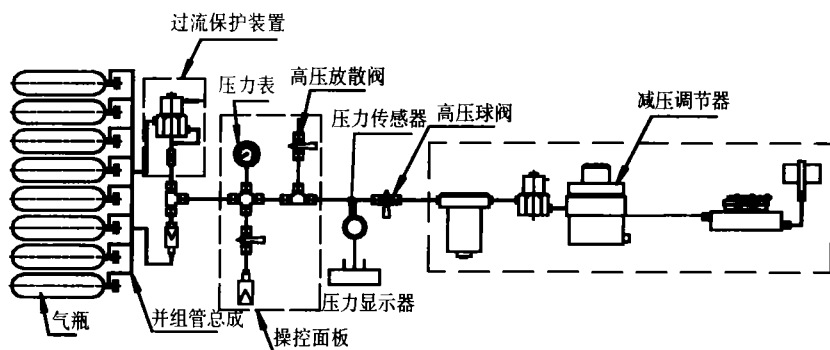 过流保护装置
压力表
高压放散阀
压力传感器
高压球阀
减压调节器
压力显示器
气瓶
并组管总成
操控面板